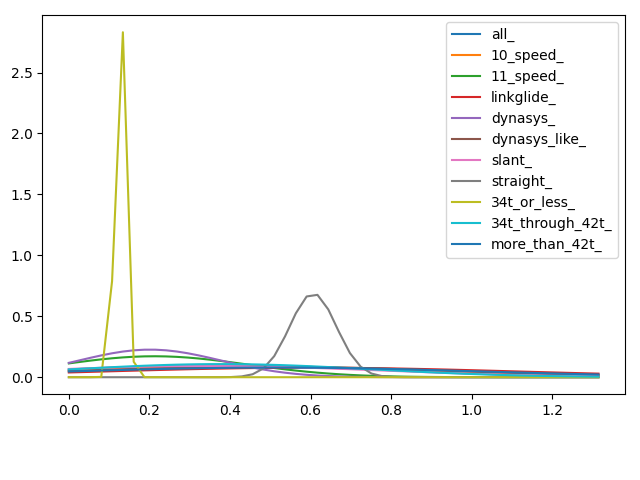 all_
10_speed_
11_speed_
linkglide_
dynasys_
dynasys_like_
slant_
straight_
34t_or_less_
34t_through_42t_
more_than_42t_
2.5
2.0
1.5
1.0
0.5
0.0
0.0 0.2 0.4 0.6 0.8 1.0 1.2